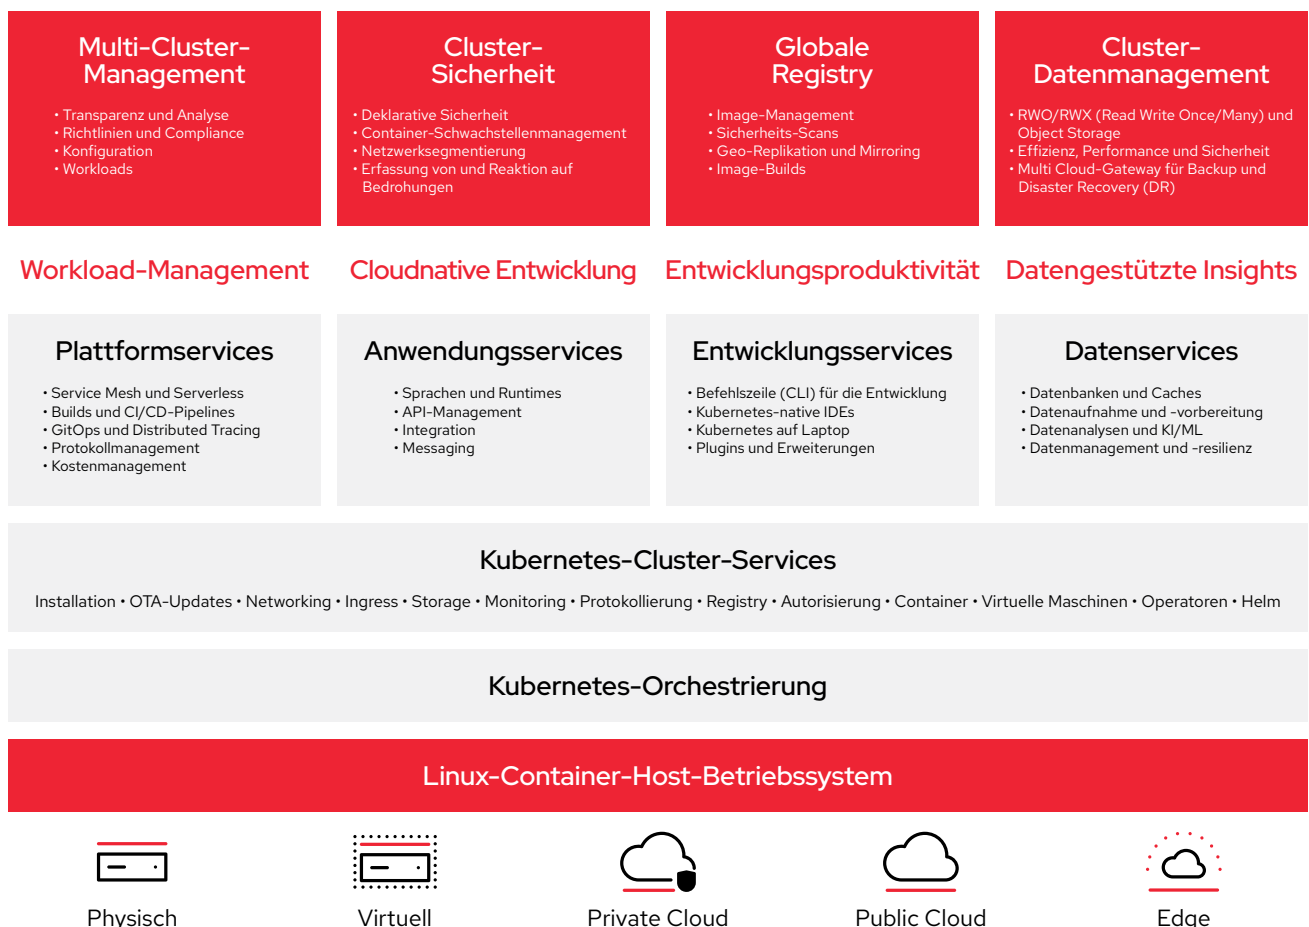 Multi-Cluster-
Management
• Transparenz und Analyse
• Richtlinien und Compliance
• Konfiguration
• Workloads
Cluster-
Sicherheit
• Deklarative Sicherheit
• Container-Schwachstellenmanagement
• Netzwerksegmentierung
• Erfassung von und Reaktion auf
Bedrohungen
Globale
Registry
• Image-Management
• Sicherheits-Scans
• Geo-Replikation und Mirroring
• Image-Builds
Cluster-
Datenmanagement
• RWO/RWX (Read Write Once/Many) und
Object Storage
• Effizienz, Performance und Sicherheit
• Multi Cloud-Gateway für Backup und
Disaster Recovery (DR)
Workload-Management
Cloudnative Entwicklung
Entwicklungsproduktivität
Datengestützte Insights
Plattformservices
• Service Mesh und Serverless
• Builds und CI/CD-Pipelines
• GitOps und Distributed Tracing
• Protokollmanagement
• Kostenmanagement
Anwendungsservices
• Sprachen und Runtimes
• API-Management
• Integration
• Messaging
Entwicklungsservices
• Befehlszeile (CLI) für die Entwicklung
• Kubernetes-native IDEs
• Kubernetes auf Laptop
• Plugins und Erweiterungen
Datenservices
• Datenbanken und Caches
• Datenaufnahme und -vorbereitung
• Datenanalysen und KI/ML
• Datenmanagement und -resilienz
Kubernetes-Cluster-Services
Installation • OTA-Updates • Networking • Ingress • Storage • Monitoring • Protokollierung • Registry • Autorisierung • Container • Virtuelle Maschinen • Operatoren • Helm
Kubernetes-Orchestrierung
Linux-Container-Host-Betriebssystem
Physisch
Virtuell
Private Cloud
Public Cloud
Edge